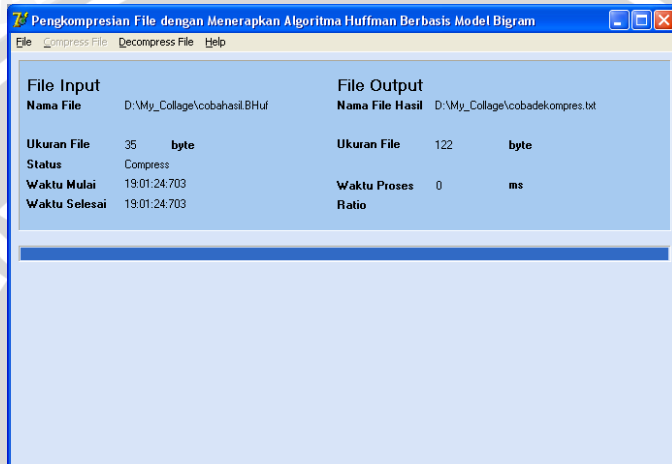 Pengkompresian File dengan Menerapkan Algoritma Huffman Berbasis Model Bigram
File Compress File Decompress File Help
File Input File Output
Nama File D:\My_Collage\cobahasil.BHuf Nama File Hasil D:\My_Collage\cobadekompres.txt
Ukuran File 35 byte Ukuran File 122 byte
Status Compress
Waktu Mulai 19:01:24:703 Waktu Proses 0 ms
Waktu Selesai 19:01:24:703 Ratio